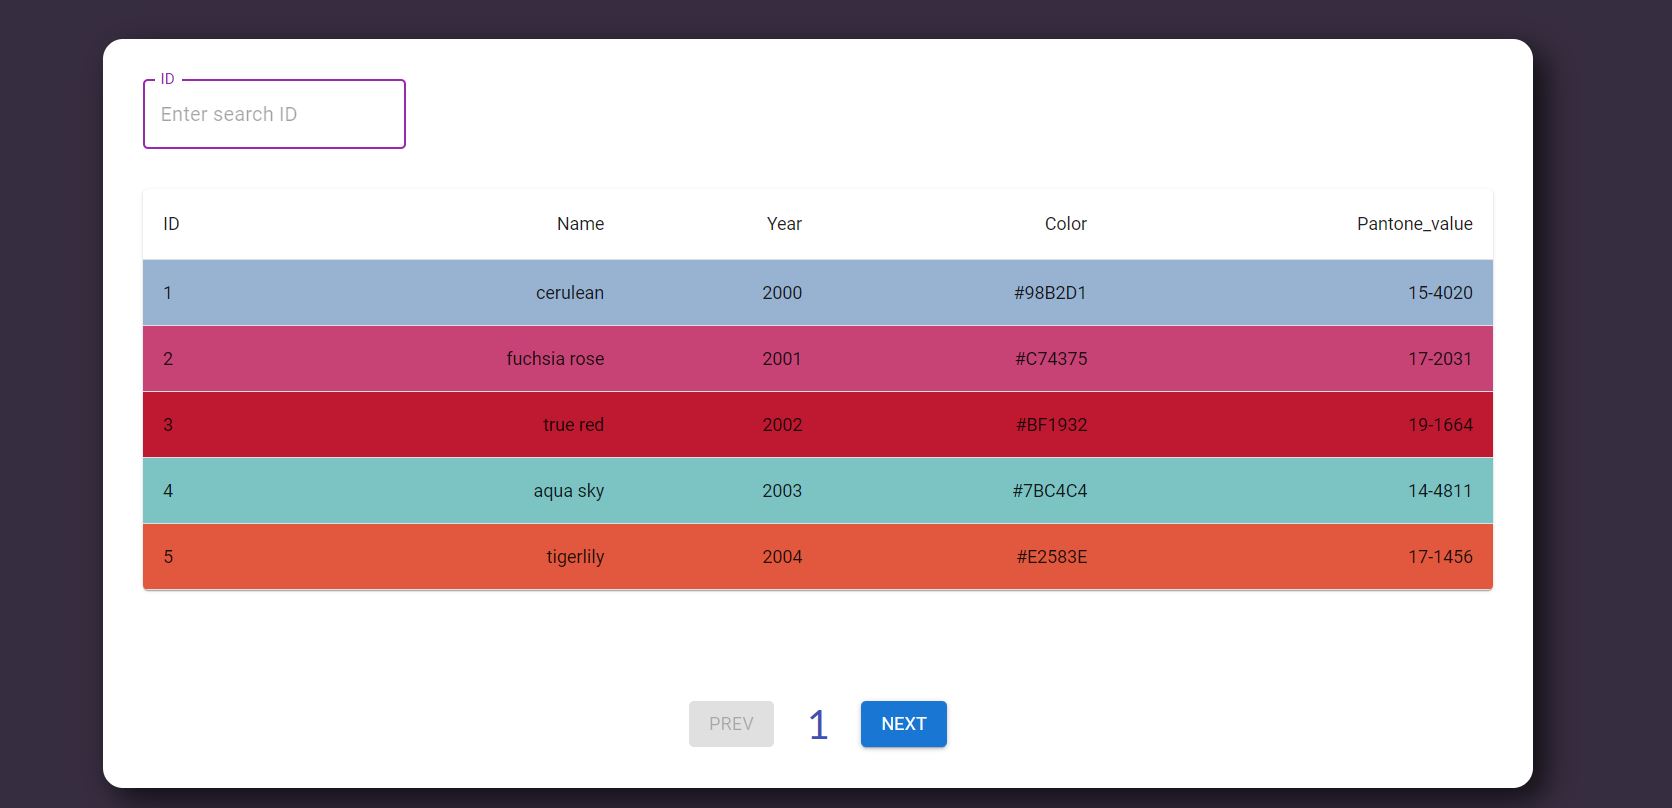 ID
Enter search ID
ID Name Year Color Pantone_value
1 cerulean 2000 #98B2D1 15-4020
2 fuchsia rose 2001 #C74375 17-2031
3 true red 2002 #BF1932 19-1664
4 aqua sky 2003 #7BC4C4 14-4811
5 tigerlily 2004 #E2583E 17-1456
PREV 1 NEXT